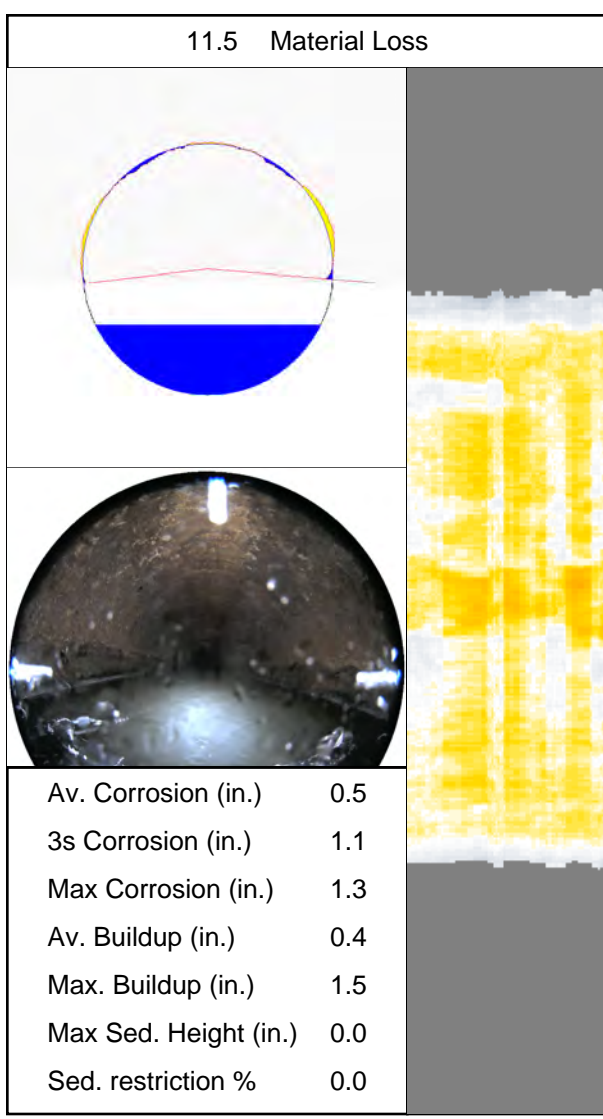 11.5 Material Loss
Av. Corrosion (in.) 0.5
3s Corrosion (in.) 1.1
Max Corrosion (in.) 1.3
Av. Buildup (in.) 0.4
Max. Buildup (in.) 1.5
Max Sed. Height (in.) 0.0
Sed. restriction % 0.0